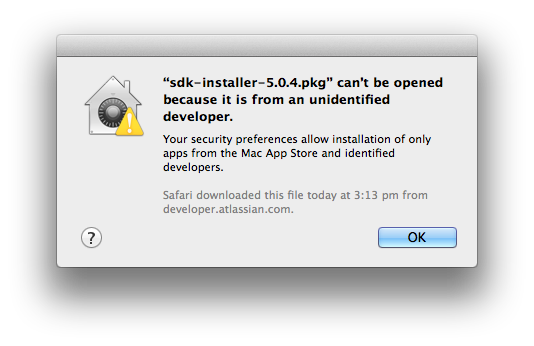 “sdk-installer-5.0.4.pkg” can't be opened
because it is from an unidentified
developer.
Your security preferences allow installation of only
apps from the Mac App Store and identified
developers.
Safari downloaded this file today at 3:13 pm from
developer.atlassian.com.
?
OK